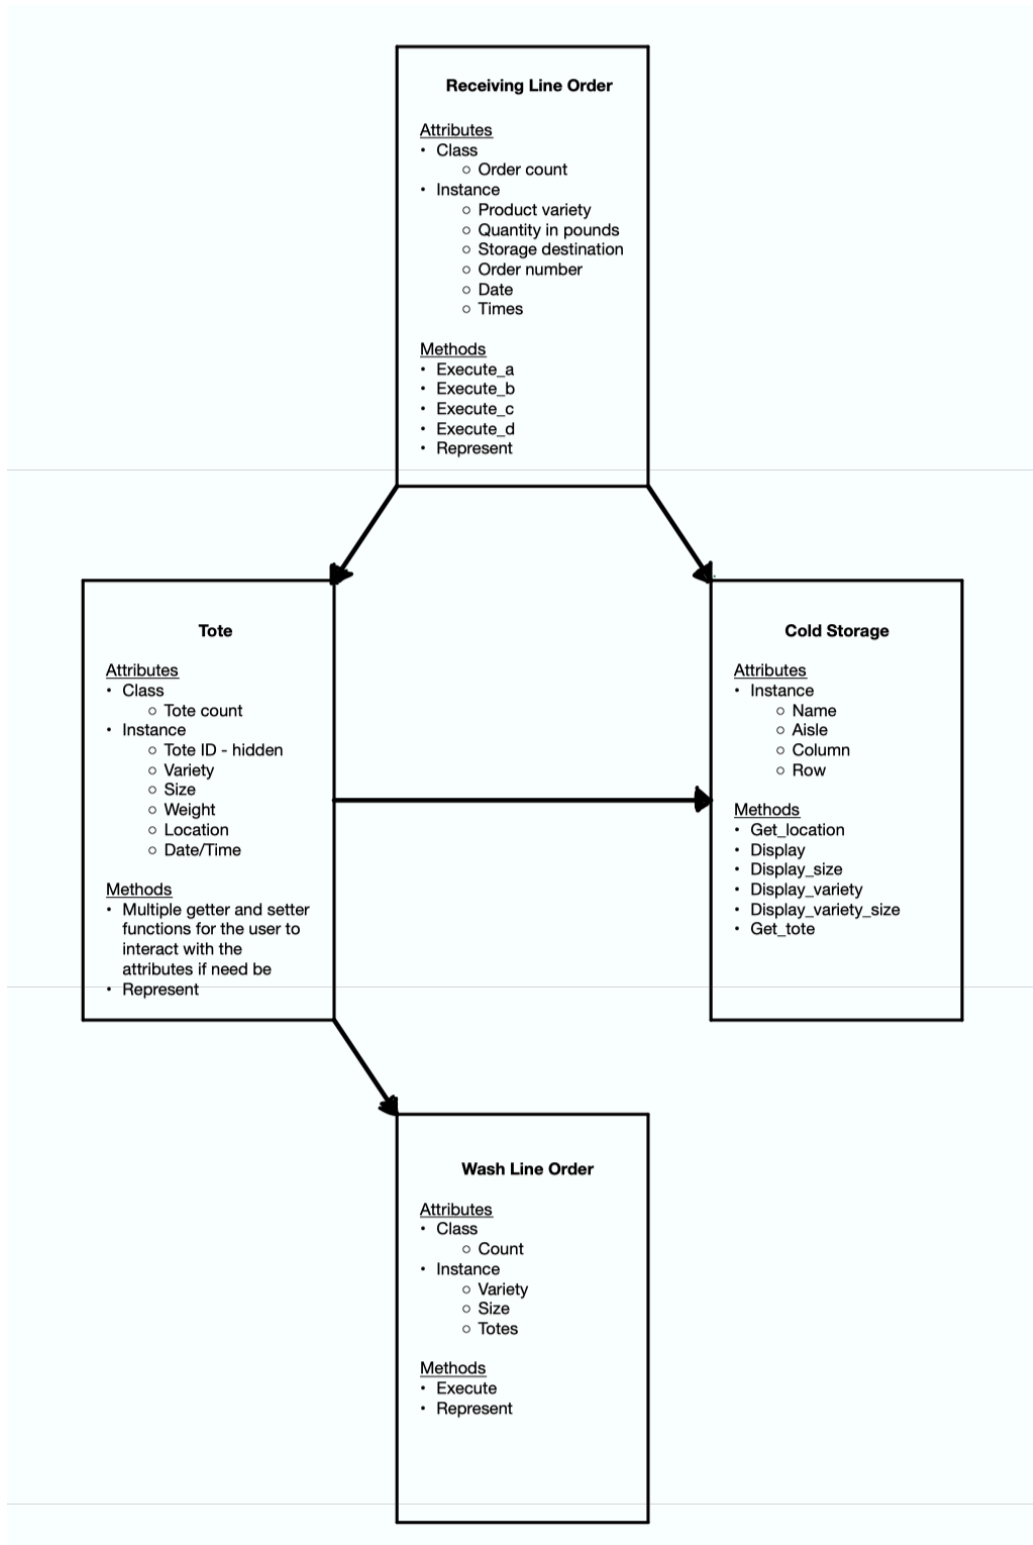 Receiving Line Order
Attributes
• Class
○ Order count
• Instance
○ Product variety
○ Quantity in pounds
○ Storage destination
○ Order number
○ Date
○ Times
Methods
• Execute_a
• Execute_b
• Execute_c
• Execute_d
• Represent
Tote
Attributes
• Class
○ Tote count
• Instance
○ Tote ID - hidden
○ Variety
○ Size
○ Weight
○ Location
○ Date/Time
Methods
• Multiple getter and setter
functions for the user to
interact with the
attributes if need be
• Represent
Cold Storage
Attributes
• Instance
○ Name
○ Aisle
○ Column
○ Row
Methods
• Get_location
• Display
• Display_size
• Display_variety
• Display_variety_size
• Get_tote
Wash Line Order
Attributes
• Class
○ Count
• Instance
○ Variety
○ Size
○ Totes
Methods
• Execute
• Represent